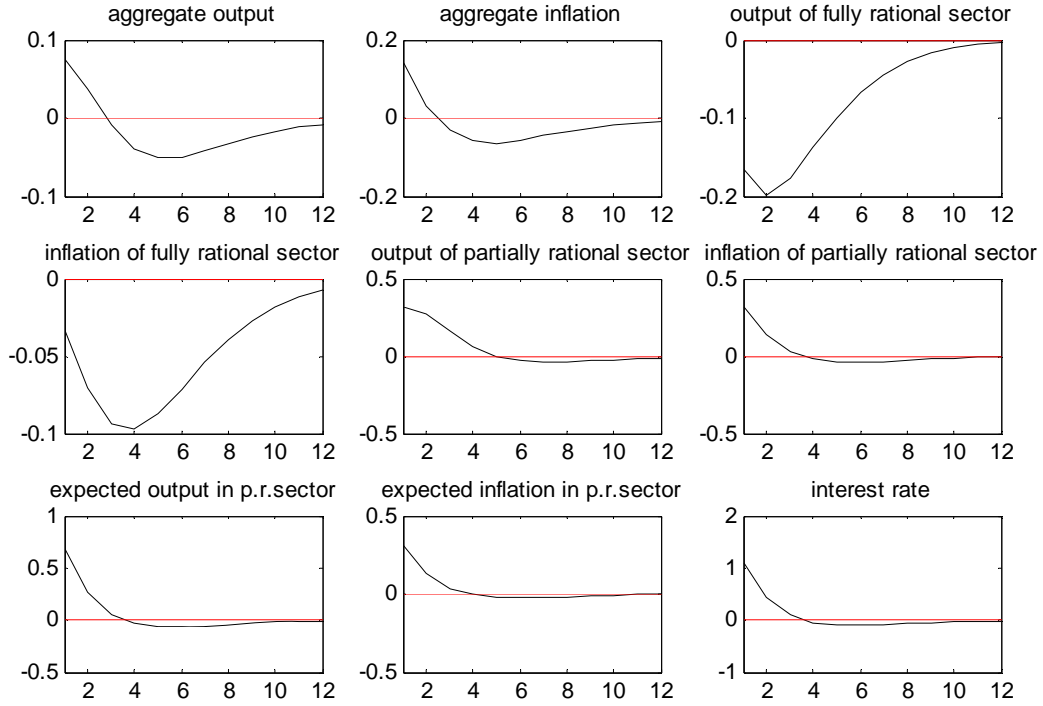 aggregate output
aggregate inflation
output of fully rational sector
0.1
0
-0.1
2 4 6 8 10 12
0.2
0
-0.2
2 4 6 8 10 12
0
-0.1
-0.2
2 4 6 8 10 12
inflation of fully rational sector
output of partially rational sector
inflation of partially rational sector
0
-0.05
-0.1
2 4 6 8 10 12
0.5
0
-0.5
2 4 6 8 10 12
0.5
0
-0.5
2 4 6 8 10 12
expected output in p.r.sector
expected inflation in p.r.sector
interest rate
1
0.5
0
-0.5
2 4 6 8 10 12
0.5
0
-0.5
2 4 6 8 10 12
2
1
0
-1
2 4 6 8 10 12